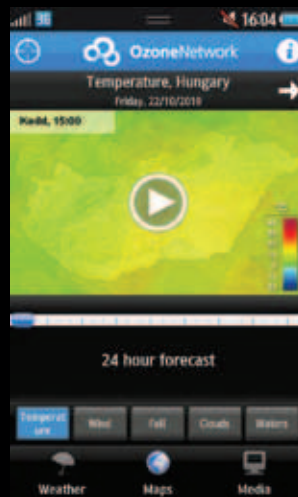 3G 16:04
OzoneNetwork
Temperature, Hungary
Friday, 22/10/2010
Kedd, 15:00
24 hour forecast
Temperat
ure
Wind
Fall
Clouds
Waters
Weather
Maps
Media